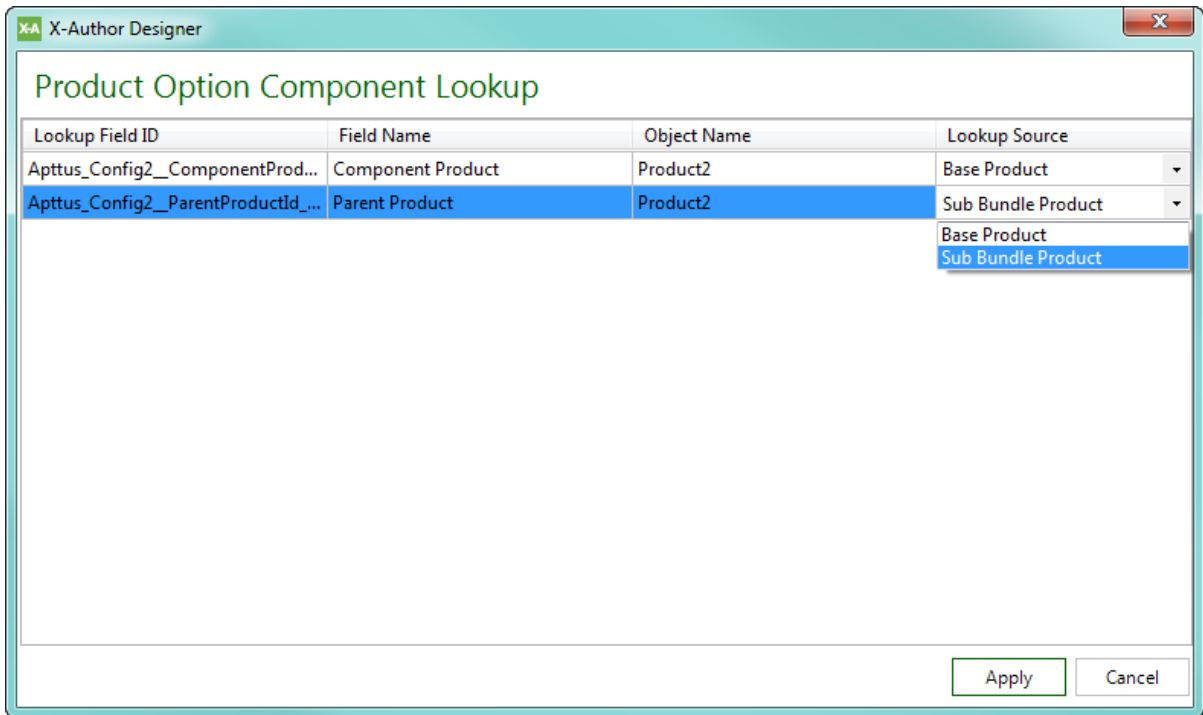 X-A X-Author Designer
Product Option Component Lookup
Lookup Field ID Field Name Object Name Lookup Source
Apttus_Config2__ComponentProd... Component Product Product2 Base Product
Apttus_Config2__ParentProductId_... Parent Product Product2 Sub Bundle Product
Base Product
Sub Bundle Product
Apply Cancel